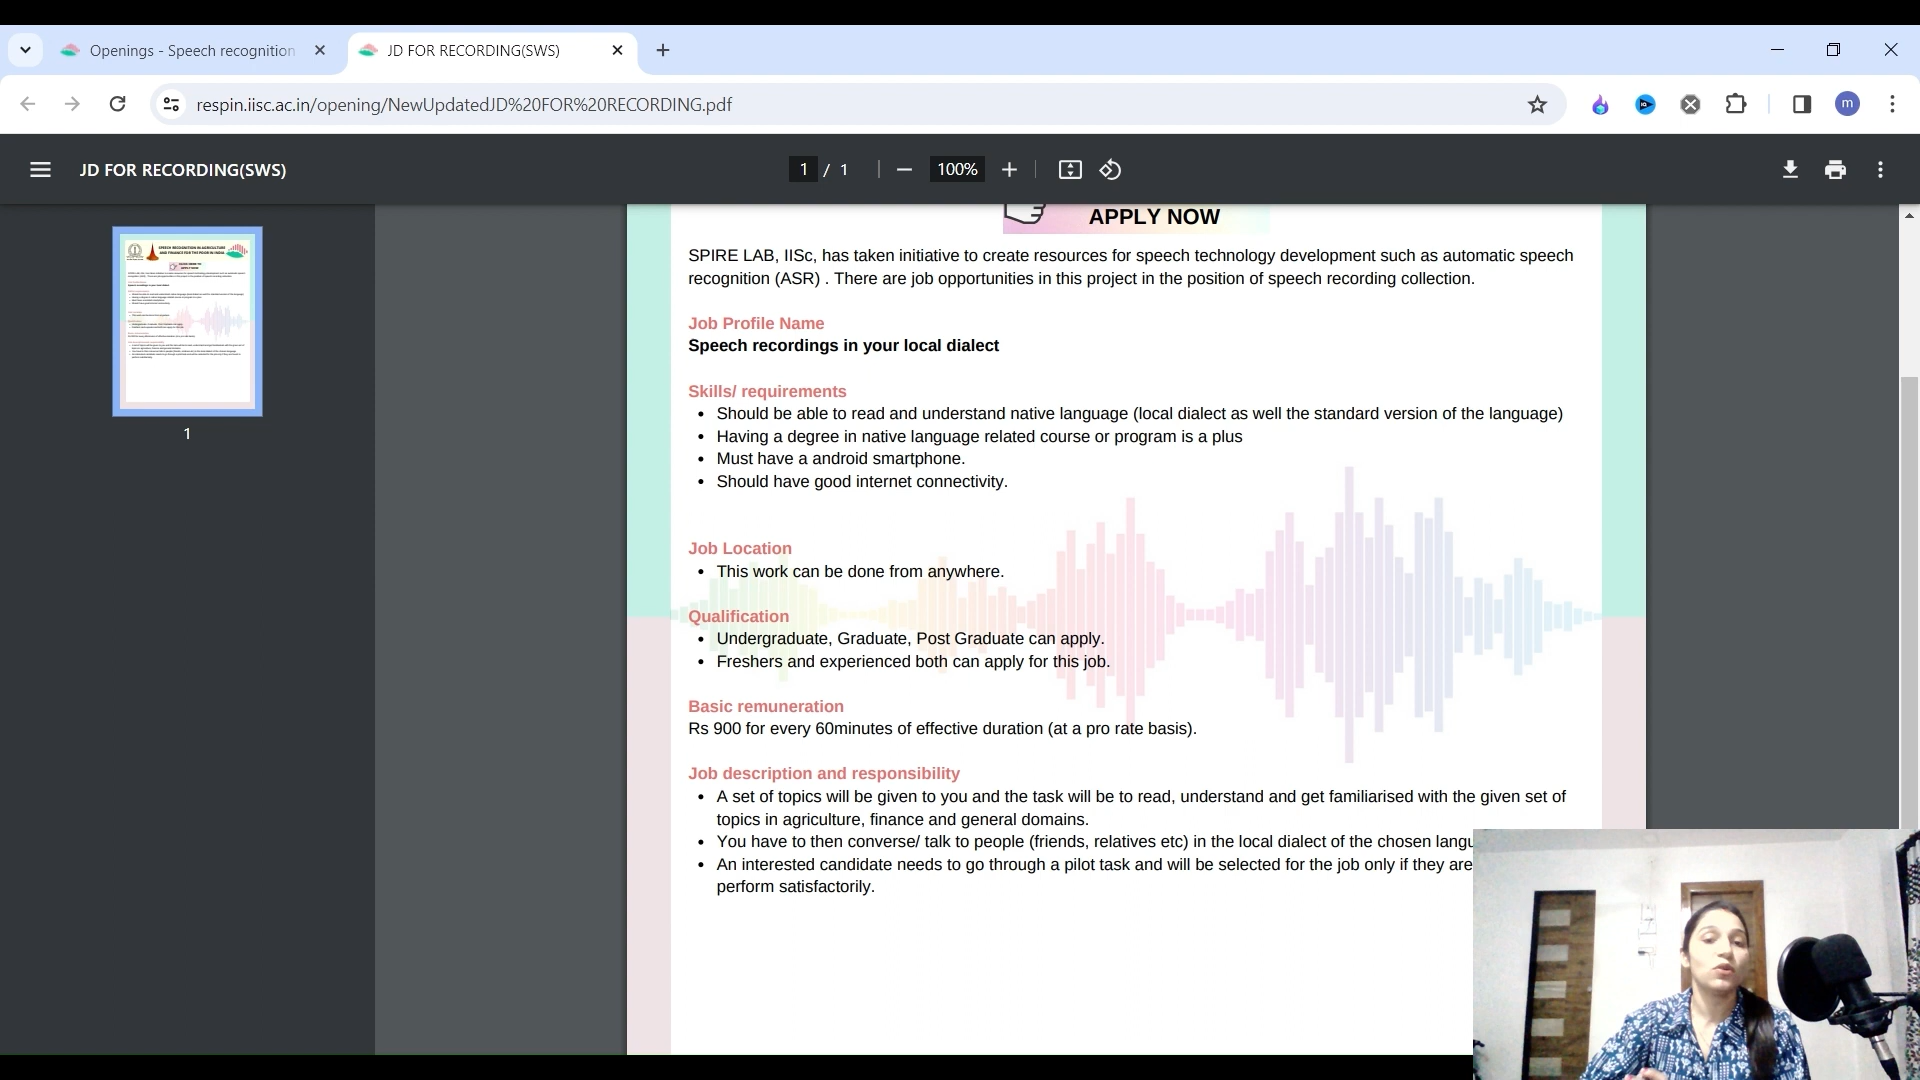 Openings - Speech recognition
JD FOR RECORDING(SWS)
respin.iisc.ac.in/opening/NewUpdatedJD%20FOR%20RECORDING.pdf
m
JD FOR RECORDING(SWS)
1 / 1
100%
SPEECH RECOGNITION IN AGRICULTURE
AND FINANCE FOR THE POOR IN INDIA
1
APPLY NOW
SPIRE LAB, IISc, has taken initiative to create resources for speech technology development such as automatic speech
recognition (ASR) . There are job opportunities in this project in the position of speech recording collection.
Job Profile Name
Speech recordings in your local dialect
Skills/ requirements
• Should be able to read and understand native language (local dialect as well the standard version of the language)
• Having a degree in native language related course or program is a plus
• Must have a android smartphone.
• Should have good internet connectivity.
Job Location
• This work can be done from anywhere.
Qualification
• Undergraduate, Graduate, Post Graduate can apply.
• Freshers and experienced both can apply for this job.
Basic remuneration
Rs 900 for every 60minutes of effective duration (at a pro rate basis).
Job description and responsibility
• A set of topics will be given to you and the task will be to read, understand and get familiarised with the given set of
topics in agriculture, finance and general domains.
• You have to then converse/ talk to people (friends, relatives etc) in the local dialect of the chosen langu
• An interested candidate needs to go through a pilot task and will be selected for the job only if they are
perform satisfactorily.